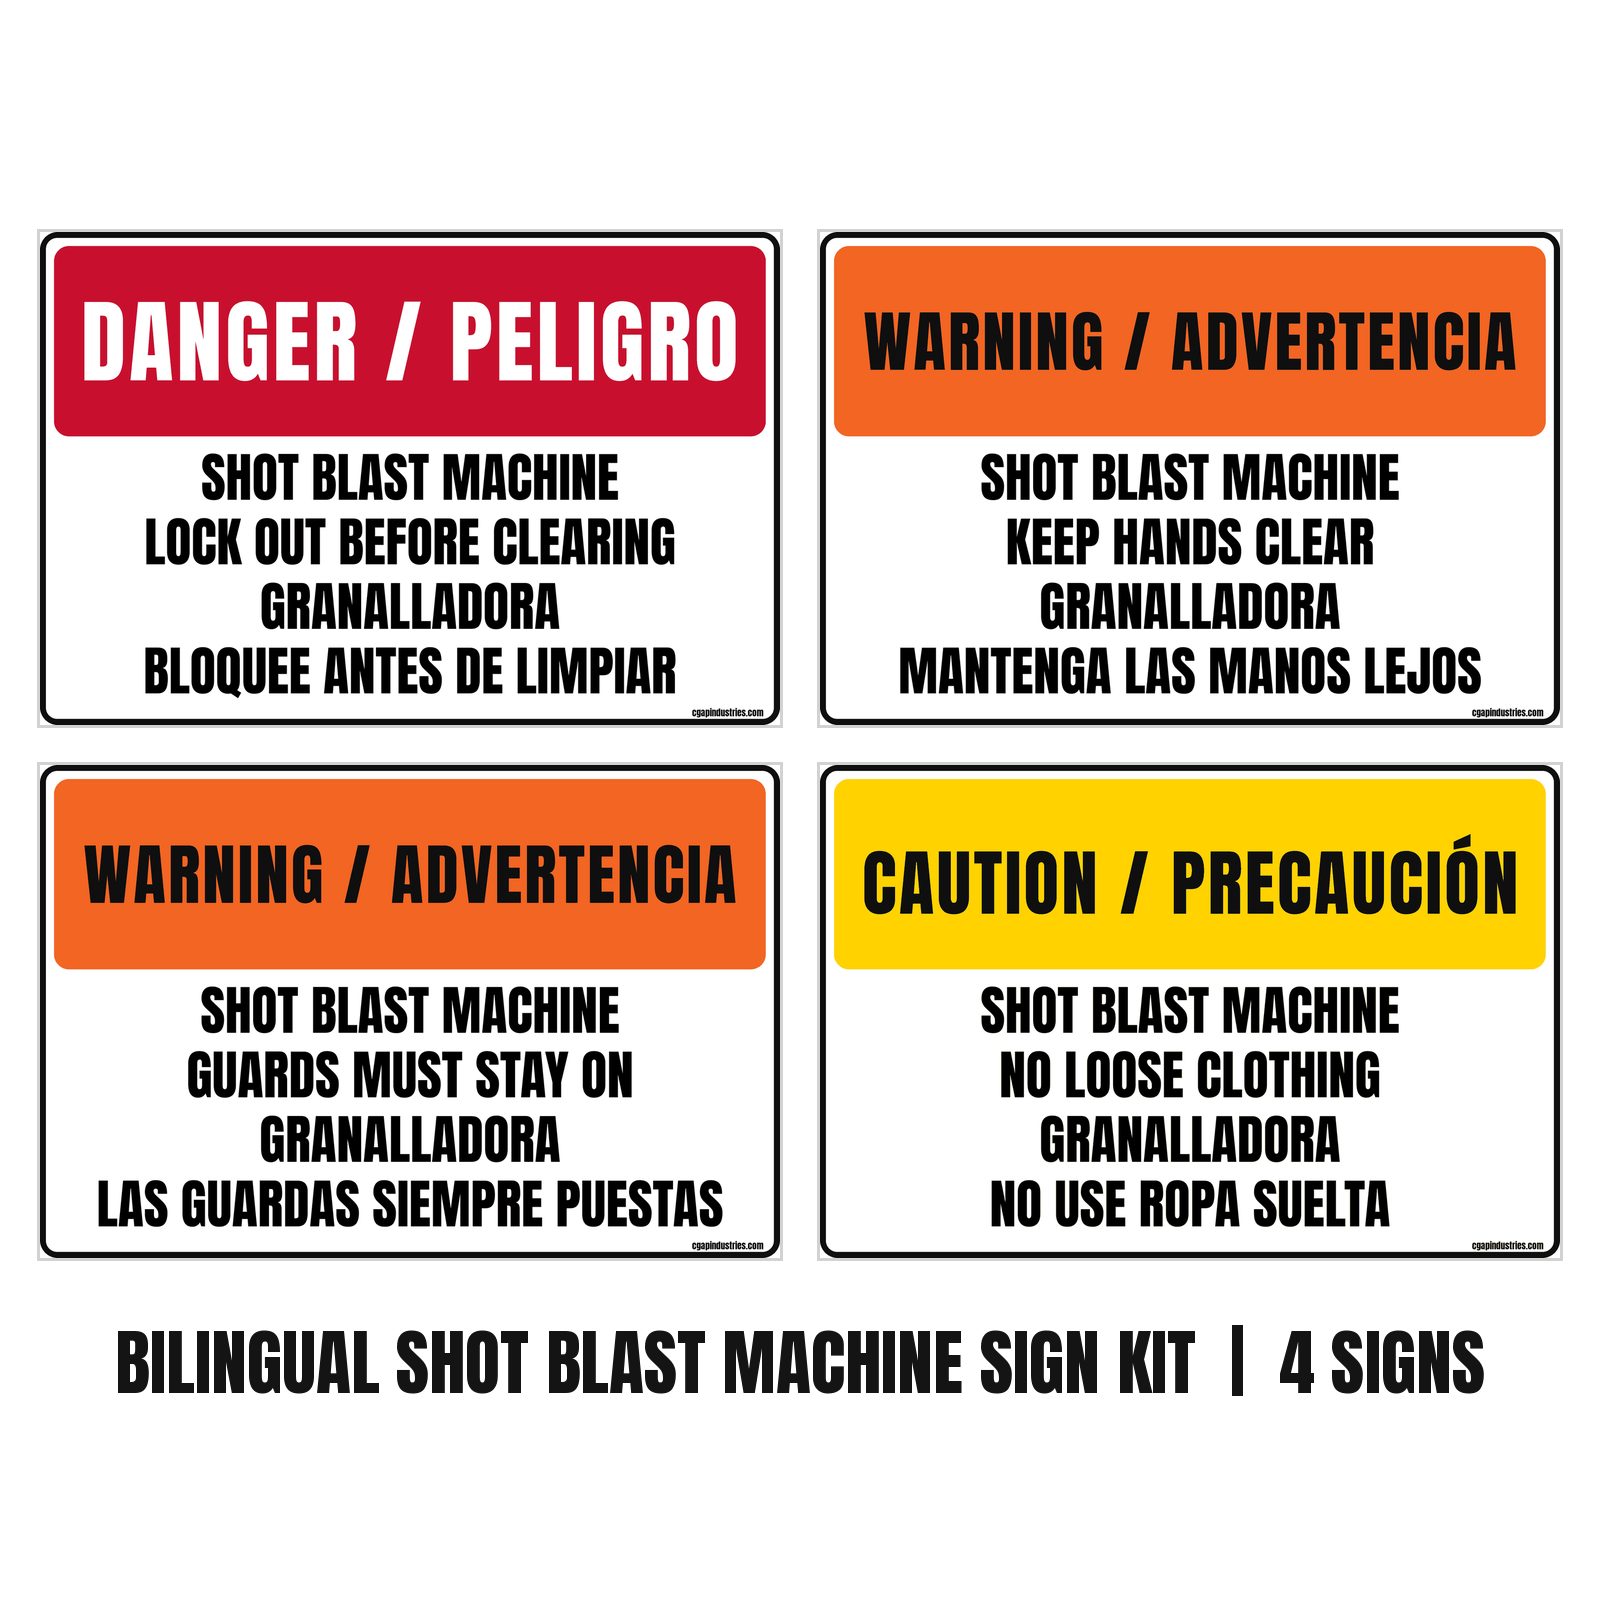 DANGER / PELIGRO
SHOT BLAST MACHINE
LOCK OUT BEFORE CLEARING
GRANALLADORA
BLOQUEE ANTES DE LIMPIAR
cgapindustries.com
WARNING / ADVERTENCIA
SHOT BLAST MACHINE
KEEP HANDS CLEAR
GRANALLADORA
MANTENGA LAS MANOS LEJOS
cgapindustries.com
WARNING / ADVERTENCIA
SHOT BLAST MACHINE
GUARDS MUST STAY ON
GRANALLADORA
LAS GUARDAS SIEMPRE PUESTAS
cgapindustries.com
CAUTION / PRECAUCIÓN
SHOT BLAST MACHINE
NO LOOSE CLOTHING
GRANALLADORA
NO USE ROPA SUELTA
cgapindustries.com
BILINGUAL SHOT BLAST MACHINE SIGN KIT | 4 SIGNS